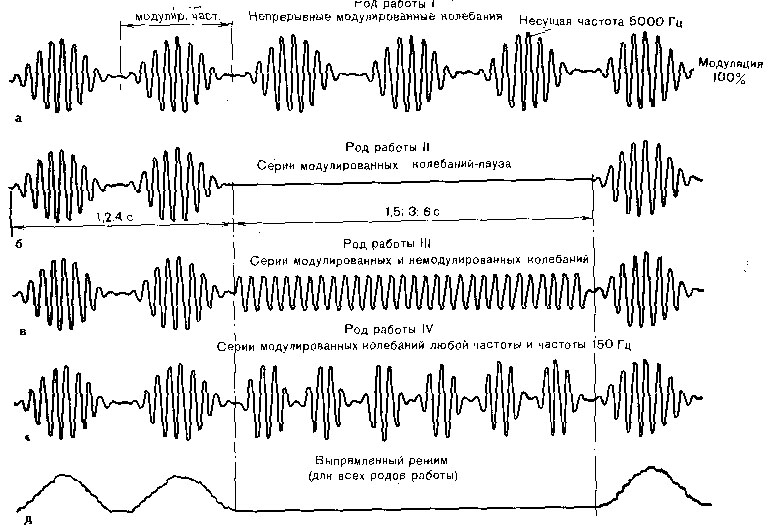 Род работы I
модулир. част.
Непрерывные модулированные колебания
Несущая частота 5000 Гц
Модуляция
100%
а
Род работы II
Серии модулированных колебаний-пауза
1,2.4 с
1,5; 3; 6 с
б
Род работы III
Серии модулированных и немодулированных колебаний
в
Род работы IV
Серии модулированных колебаний любой частоты и частоты 150 Гц
Выпрямленный режим
(для всех родов работы)
д